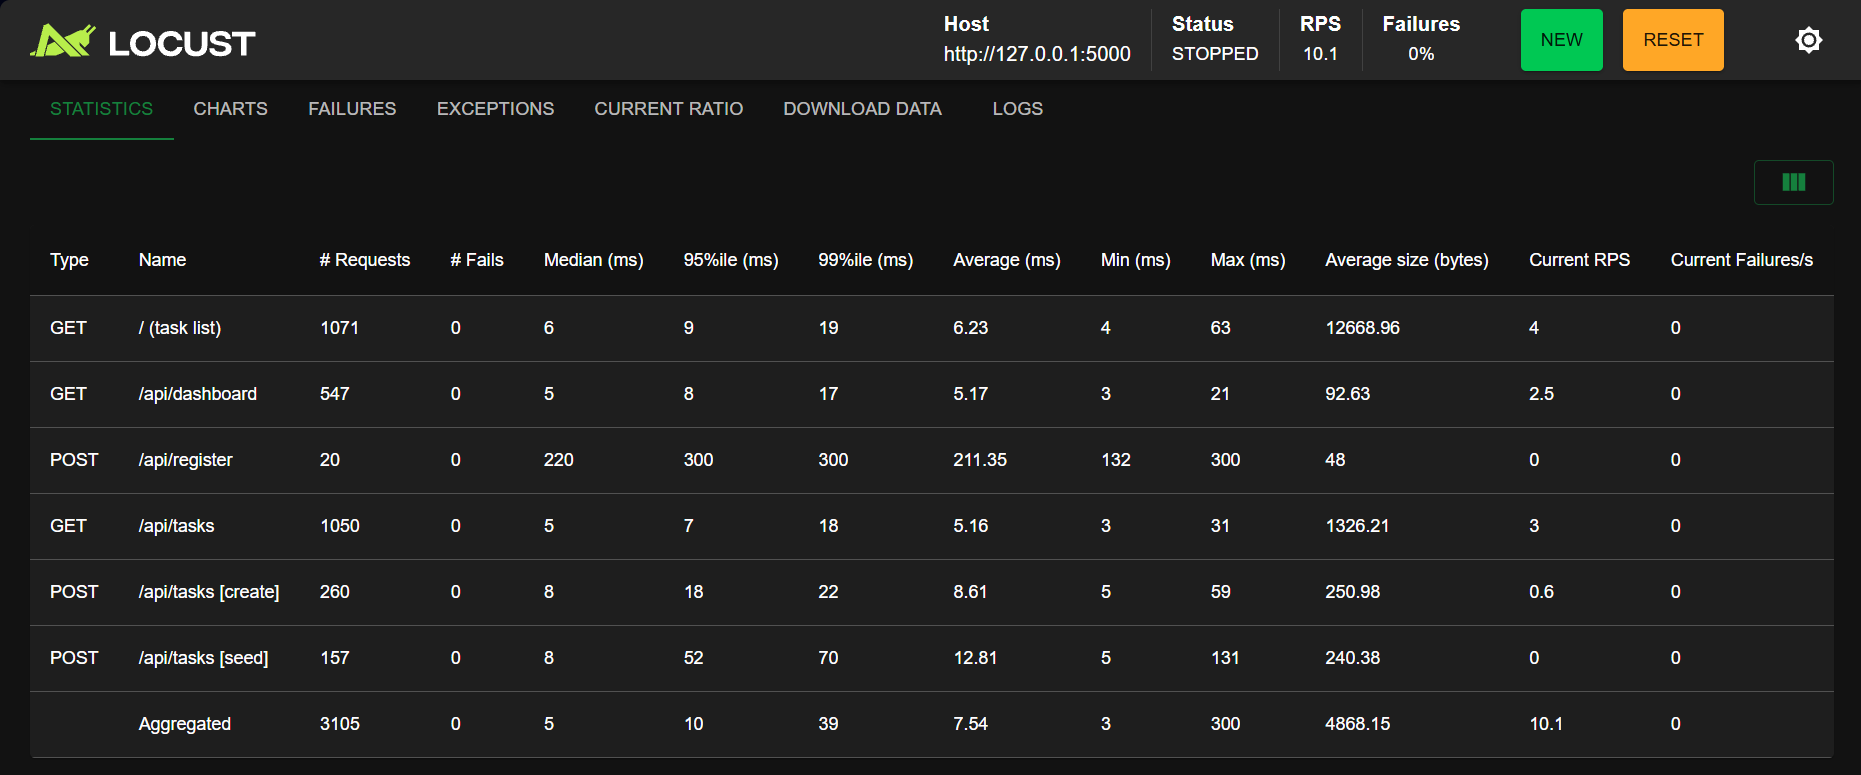 LOCUST
Host Status RPS Failures
http://127.0.0.1:5000 STOPPED 10.1 0%
NEW RESET
STATISTICS CHARTS FAILURES EXCEPTIONS CURRENT RATIO DOWNLOAD DATA LOGS
Type Name # Requests # Fails Median (ms) 95%ile (ms) 99%ile (ms) Average (ms) Min (ms) Max (ms) Average size (bytes) Current RPS Current Failures/s
GET / (task list) 1071 0 6 9 19 6.23 4 63 12668.96 4 0
GET /api/dashboard 547 0 5 8 17 5.17 3 21 92.63 2.5 0
POST /api/register 20 0 220 300 300 211.35 132 300 48 0 0
GET /api/tasks 1050 0 5 7 18 5.16 3 31 1326.21 3 0
POST /api/tasks [create] 260 0 8 18 22 8.61 5 59 250.98 0.6 0
POST /api/tasks [seed] 157 0 8 52 70 12.81 5 131 240.38 0 0
Aggregated 3105 0 5 10 39 7.54 3 300 4868.15 10.1 0